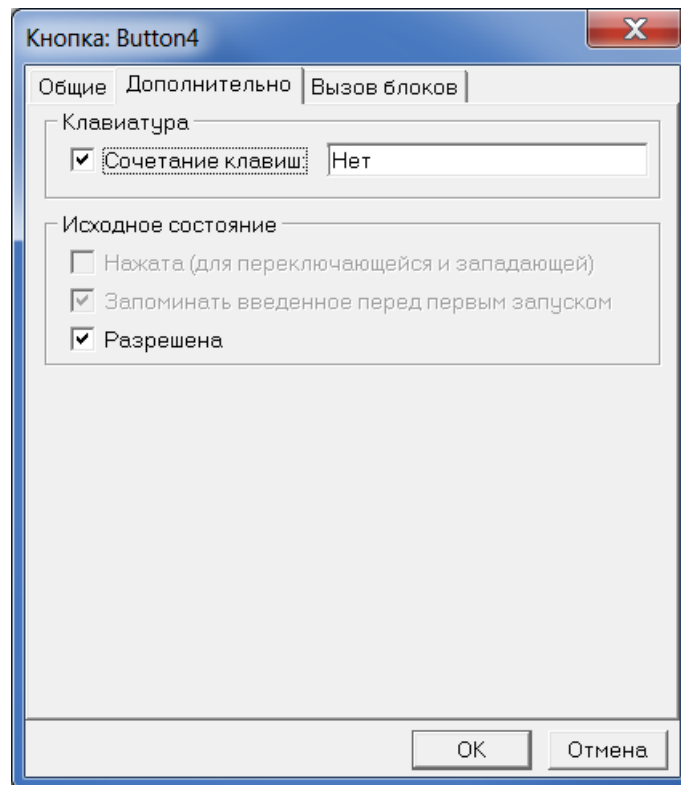 Кнопка: Button4
Общие Дополнительно Вызов блоков
Клавиатура
Сочетание клавиш: Нет
Исходное состояние
Нажата (для переключающейся и западающей)
Запоминать введенное перед первым запуском
Разрешена
OK Отмена